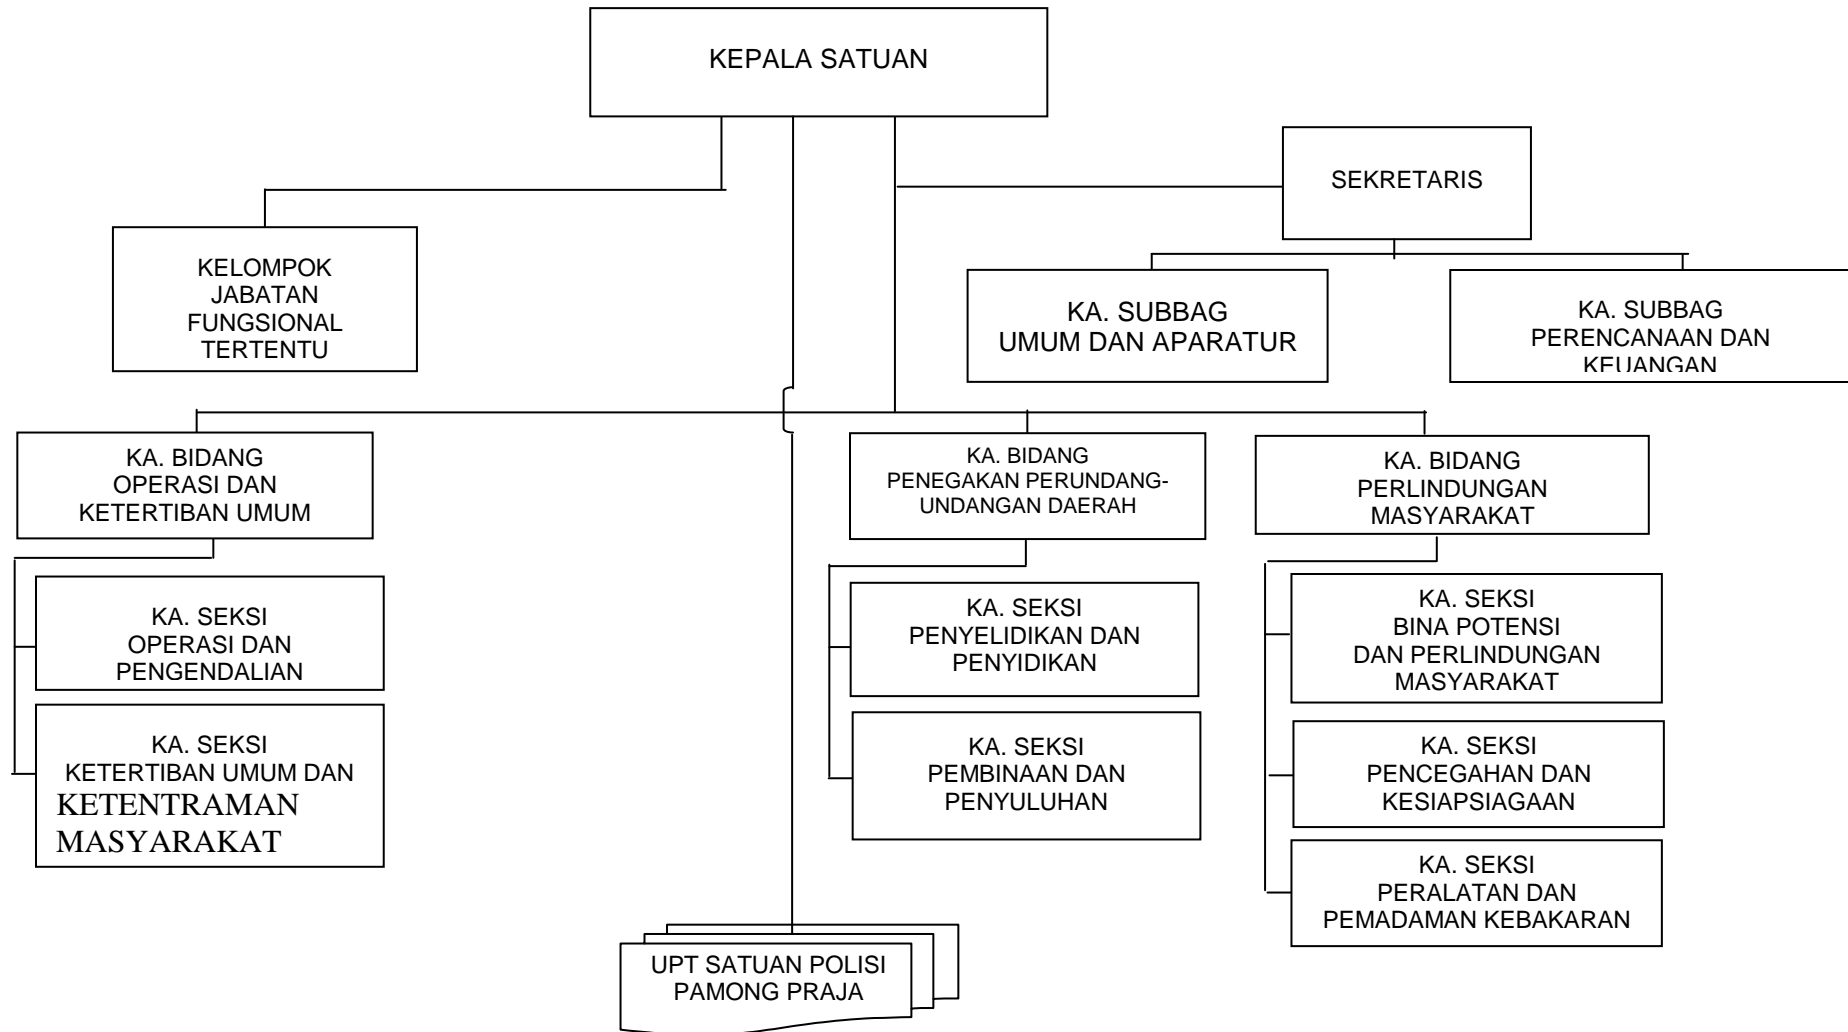 KEPALA SATUAN
SEKRETARIS
KELOMPOK
JABATAN
FUNGSIONAL
TERTENTU
KA. SUBBAG
UMUM DAN APARATUR
KA. SUBBAG
PERENCANAAN DAN
KEUANGAN
KA. BIDANG
OPERASI DAN
KETERTIBAN UMUM
KA. BIDANG
PENEGAKAN PERUNDANG-
UNDANGAN DAERAH
KA. BIDANG
PERLINDUNGAN
MASYARAKAT
KA. SEKSI
OPERASI DAN
PENGENDALIAN
KA. SEKSI
KETERTIBAN UMUM DAN
KETENTRAMAN
MASYARAKAT
KA. SEKSI
PENYELIDIKAN DAN
PENYIDIKAN
KA. SEKSI
PEMBINAAN DAN
PENYULUHAN
KA. SEKSI
BINA POTENSI
DAN PERLINDUNGAN
MASYARAKAT
KA. SEKSI
PENCEGAHAN DAN
KESIAPSIAGAAN
KA. SEKSI
PERALATAN DAN
PEMADAMAN KEBAKARAN
UPT SATUAN POLISI
PAMONG PRAJA